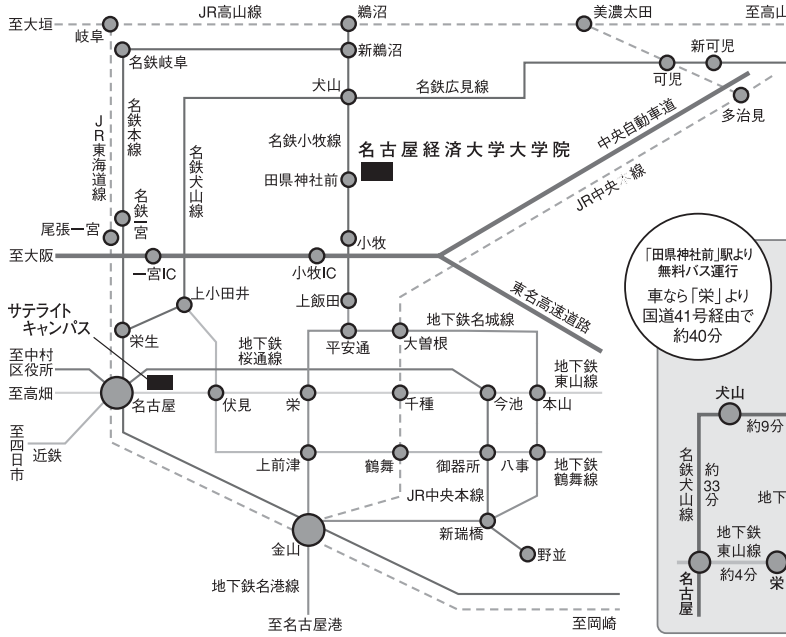 至大垣
JR高山線
鵜沼
美濃太田
至高山
岐阜
名鉄岐阜
新鵜沼
新可児
可児
犬山
名鉄広見線
多治見
中央自動車道
名鉄本線
JR東海道線
名鉄犬山線
名鉄小牧線
名古屋経済大学大学院
田県神社前
JR中央本線
名鉄一宮
尾張一宮
小牧
至大阪
一宮IC
小牧IC
東名高速道路
上小田井
上飯田
サテライト
キャンパス
栄生
平安通
大曽根
地下鉄名城線
地下鉄
桜通線
至中村
区役所
至高畑
名古屋
伏見
栄
千種
今池
本山
地下鉄
東山線
至四日市
近鉄
上前津
鶴舞
御器所
八事
地下鉄
鶴舞線
JR中央本線
新瑞橋
金山
野並
地下鉄名港線
至名古屋港
至岡崎
「田県神社前」駅より
無料バス運行
車なら「栄」より
国道41号経由で
約40分
犬山
約9分
名鉄犬山線
約33分
地下
地下鉄
東山線
約4分
名古屋
栄